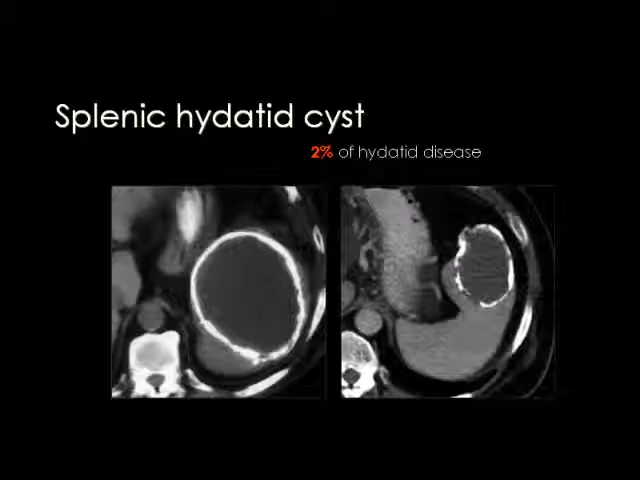 Splenic hydatid cyst
2% of hydatid disease